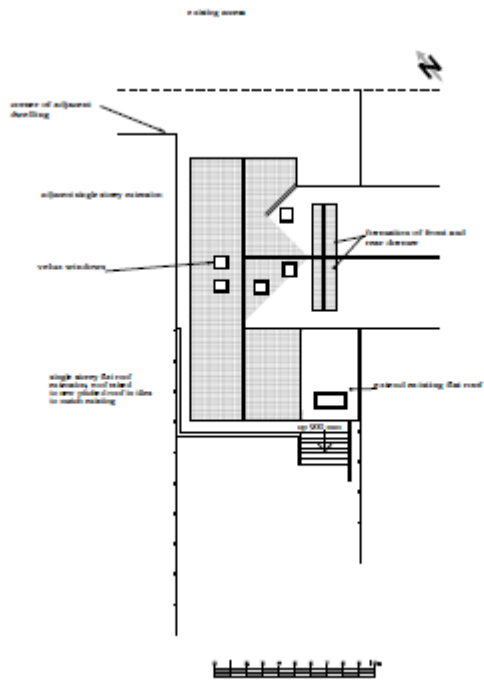 existing access
N
corner of adjacent
dwelling
adjacent single storey extension
formation of front and
rear dormer
velux windows
single storey flat roof
extension, roof raised
to new pitched roof in tiles
to match existing
extend existing flat roof
up 900 mm